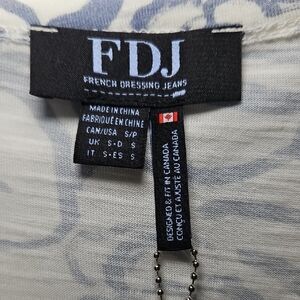 FDJ
FRENCH DRESSING JEANS
MADE IN CHINA
FABRIQUÉ EN CHINE
CAN/USA S/P
UK S-D S
IT S-ES S
DESIGNED & FIT IN CANADA
CONÇU ET AJUSTÉ AU CANADA